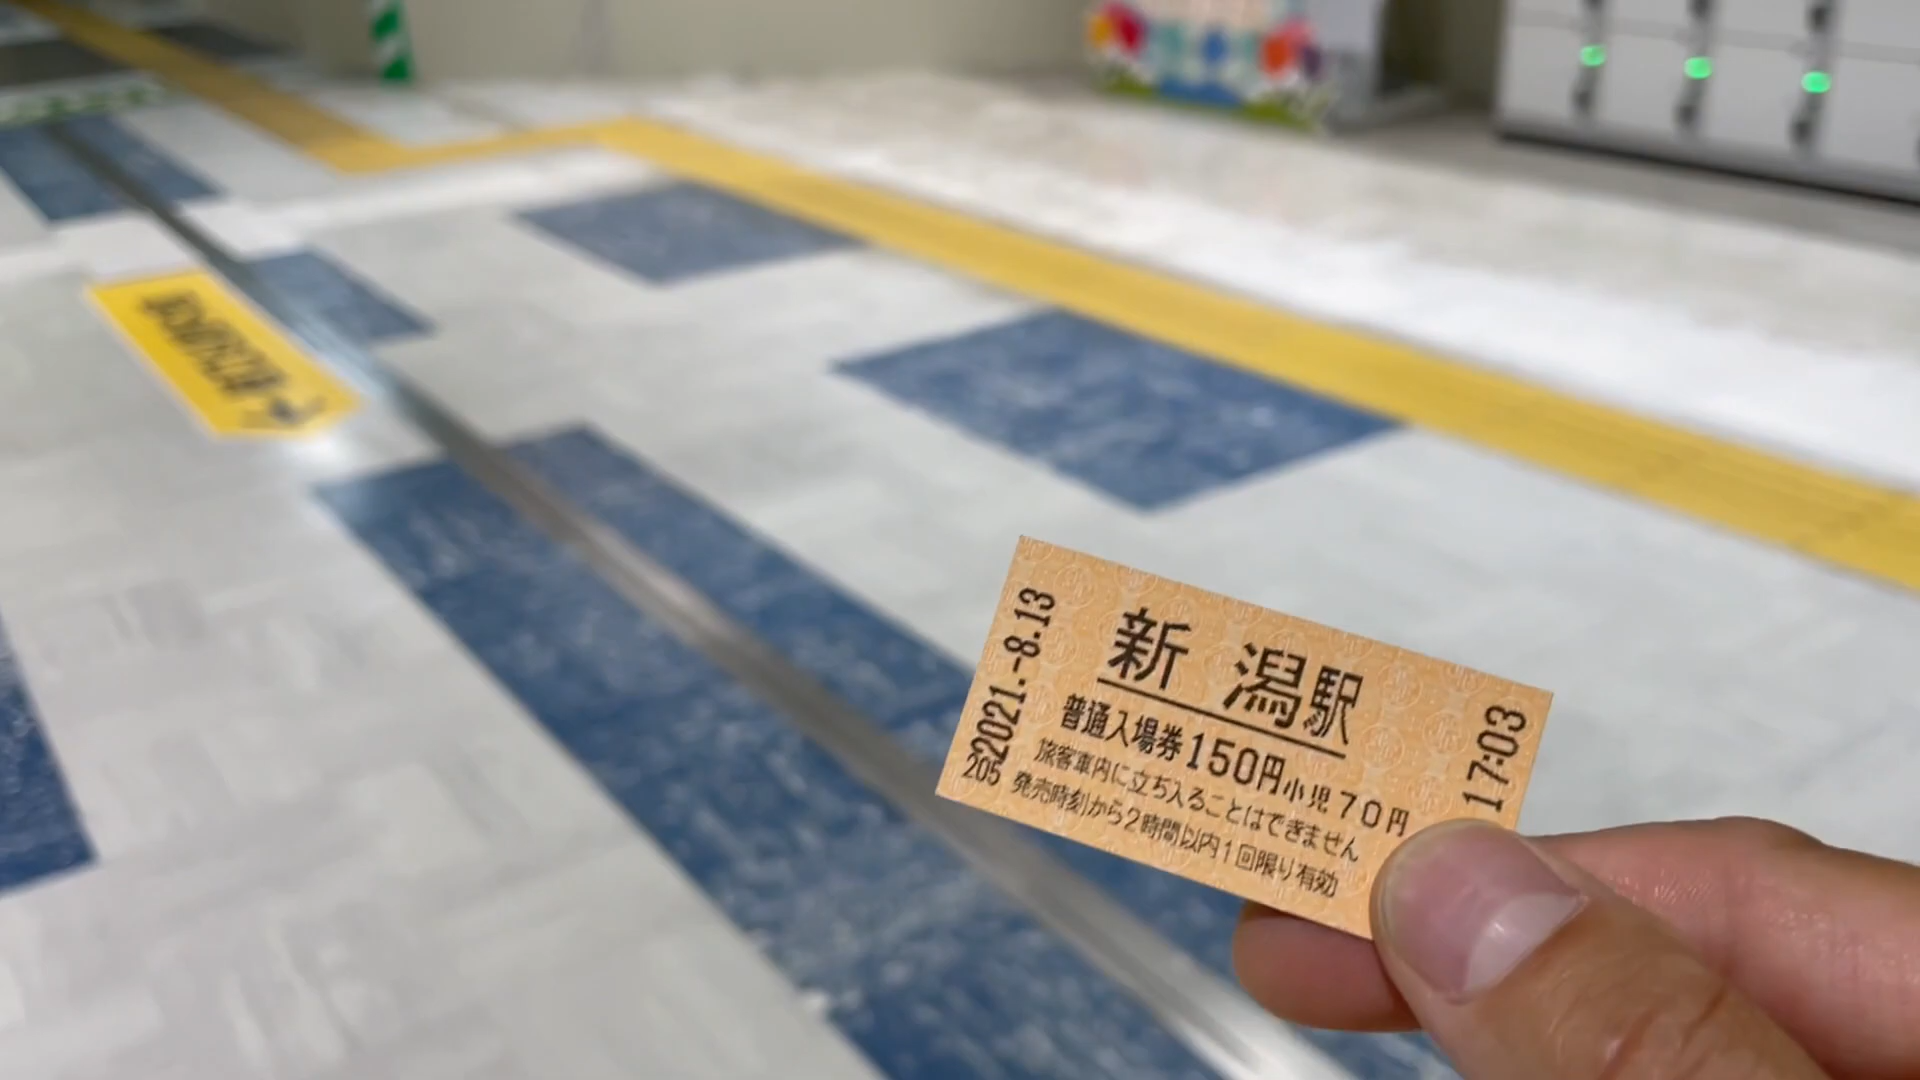 新潟駅
普通入場券150円小児70円
旅客車内に立ち入ることはできません
発売時刻から2時間以内1回限り有効
2021.-8.13
205
17:03